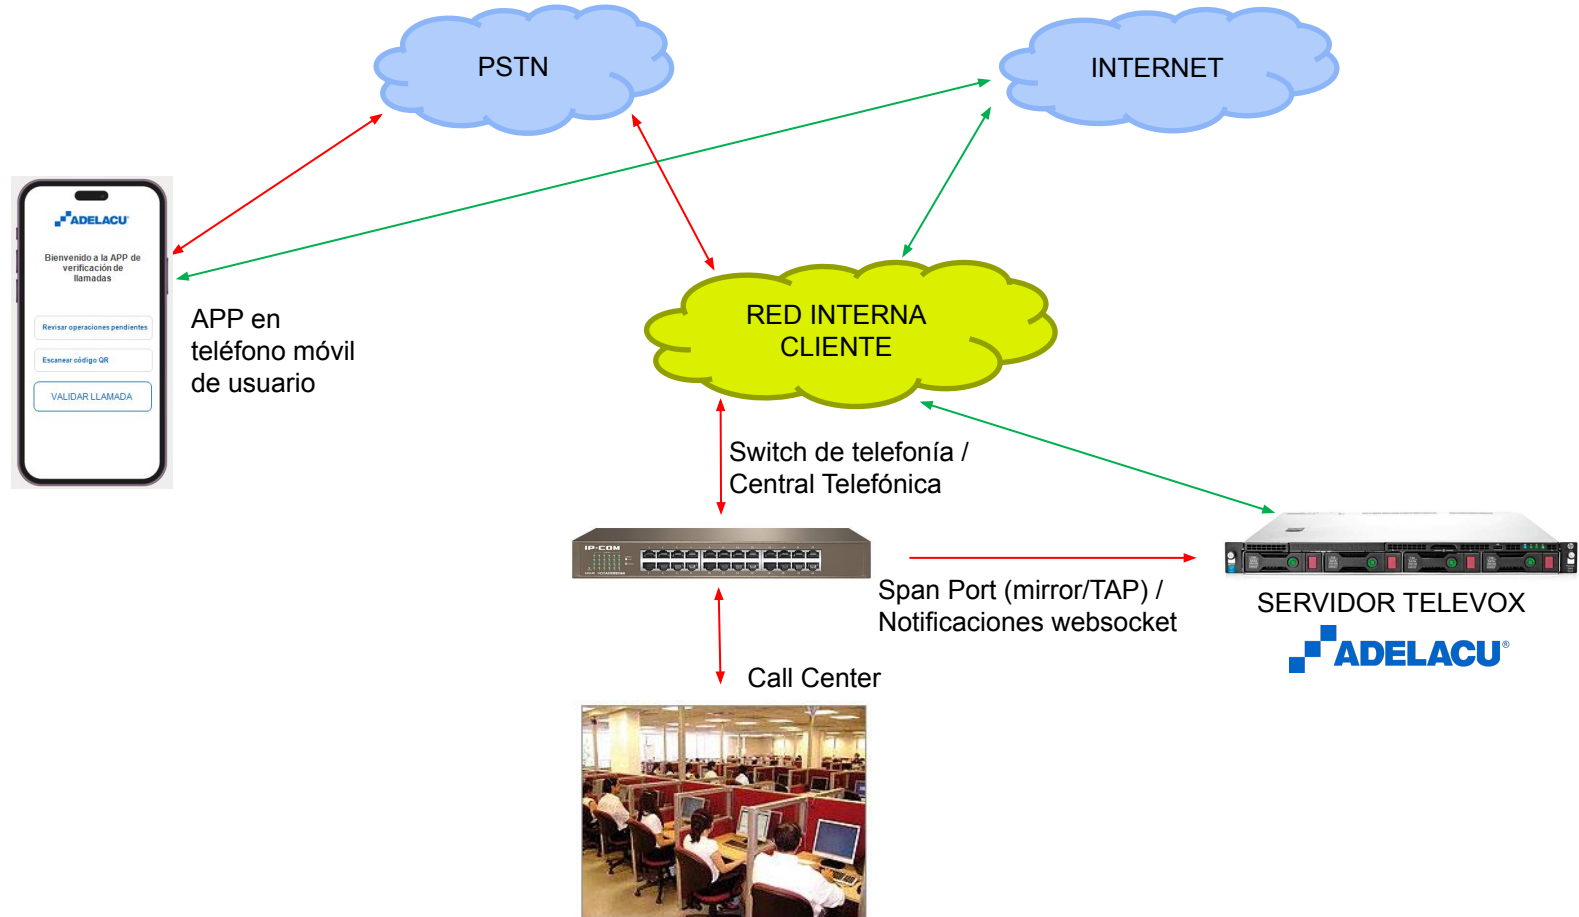 PSTN
INTERNET
ADELACU
Bienvenido a la APP de
verificación de
llamadas
Revisar operaciones pendientes
Escanear código QR
VALIDAR LLAMADA
APP en
teléfono móvil
de usuario
RED INTERNA
CLIENTE
Switch de telefonía /
Central Telefónica
IP-COM
Span Port (mirror/TAP) /
Notificaciones websocket
SERVIDOR TELEVOX
ADELACU®
Call Center